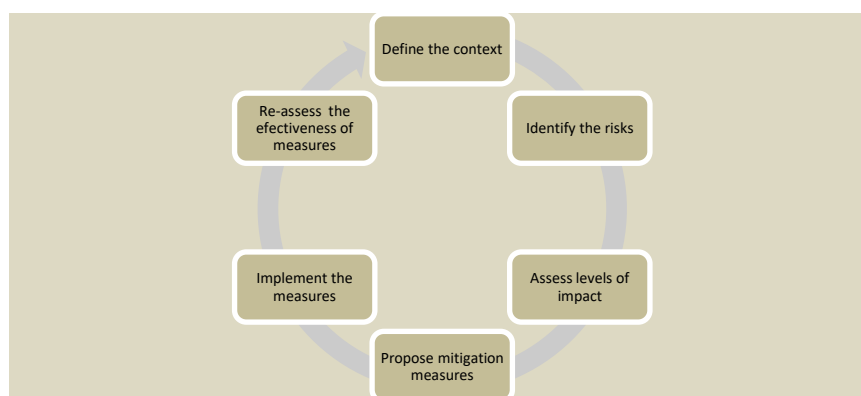 Define the context
Identify the risks
Assess levels of
impact
Propose mitigation
measures
Implement the
measures
Re-assess the
efectiveness of
measures